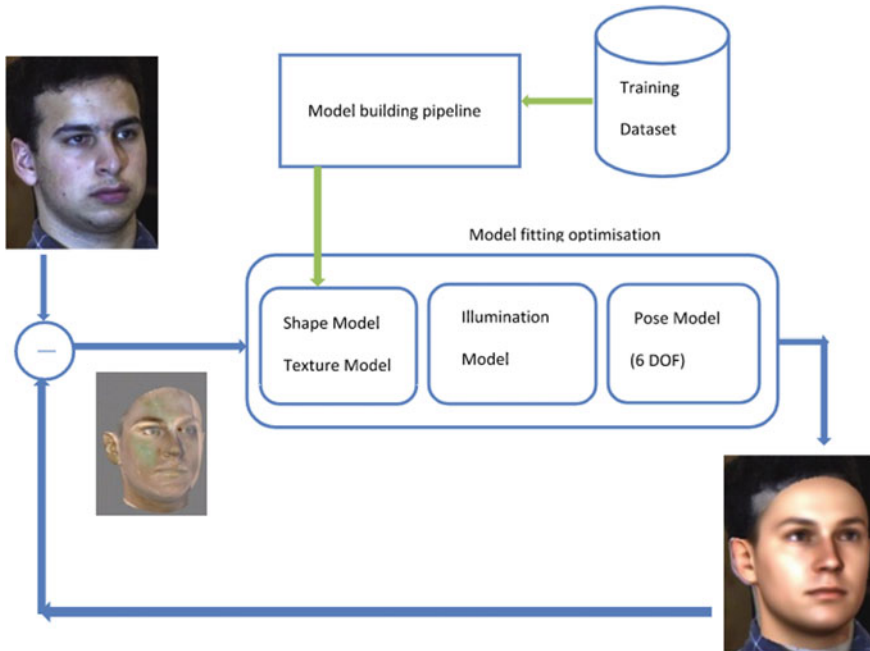 Training
Dataset
Model building pipeline
Model fitting optimisation
Shape Model
Texture Model
Illumination
Model
Pose Model
(6 DOF)